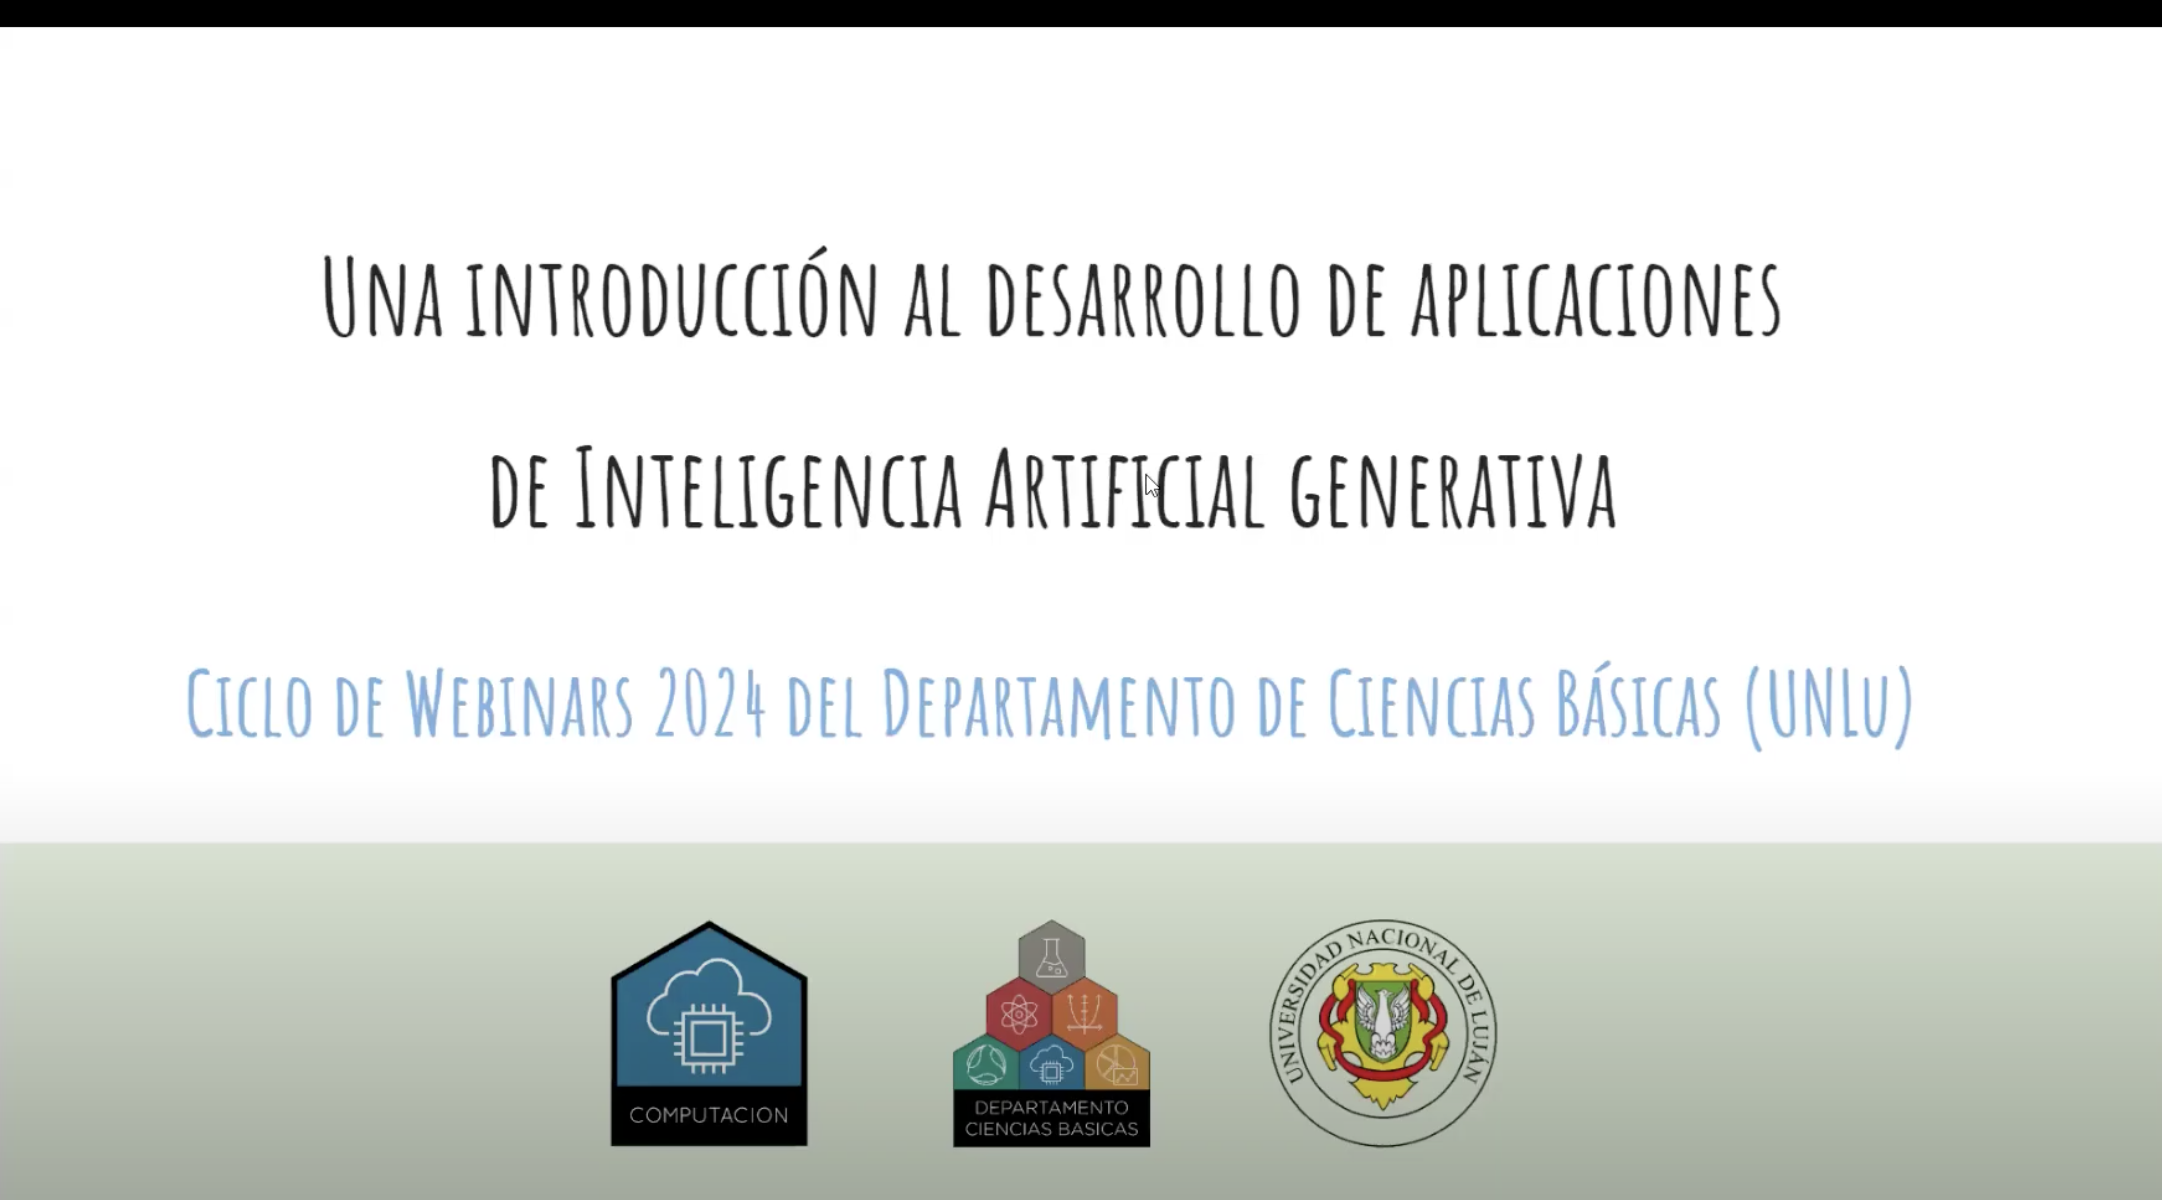 Una introducción al desarrollo de aplicaciones
de Inteligencia Artificial generativa
Ciclo de Webinars 2024 del Departamento de Ciencias Básicas (UNLu)
COMPUTACION
DEPARTAMENTO
CIENCIAS BASICAS
UNIVERSIDAD NACIONAL DE LUJÁN